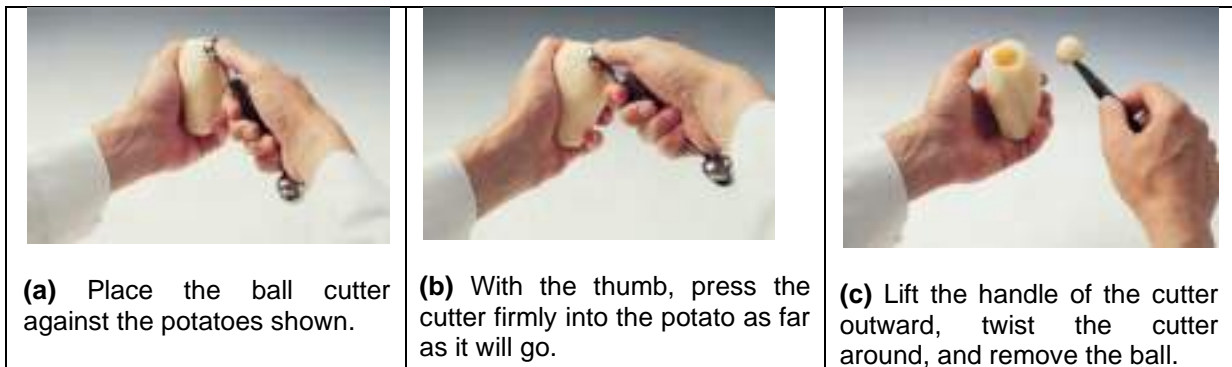 (a) Place the ball cutter
against the potatoes shown.
(b) With the thumb, press the
cutter firmly into the potato as far
as it will go.
(c) Lift the handle of the cutter
outward, twist the cutter
around, and remove the ball.